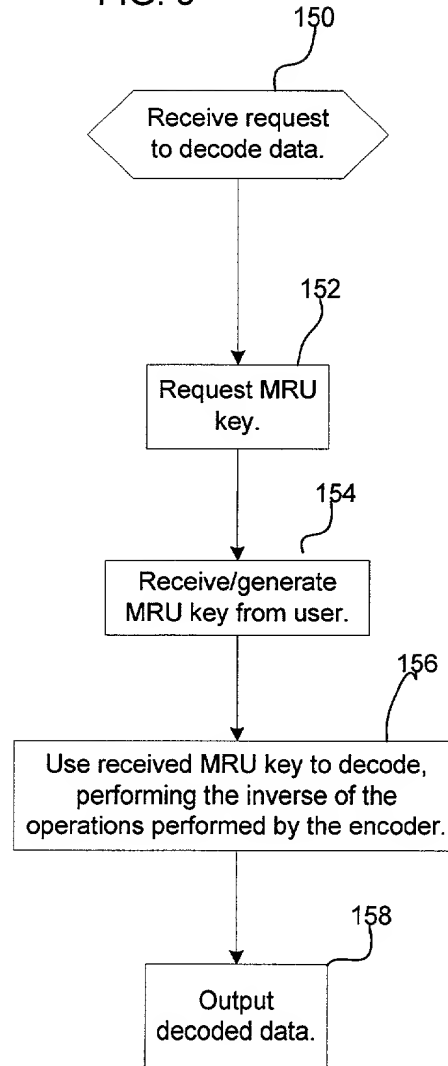 150
Receive request
to decode data.
152
Request MRU
key.
154
Receive/generate
MRU key from user.
156
Use received MRU key to decode,
performing the inverse of the
operations performed by the encoder.
158
Output
decoded data.